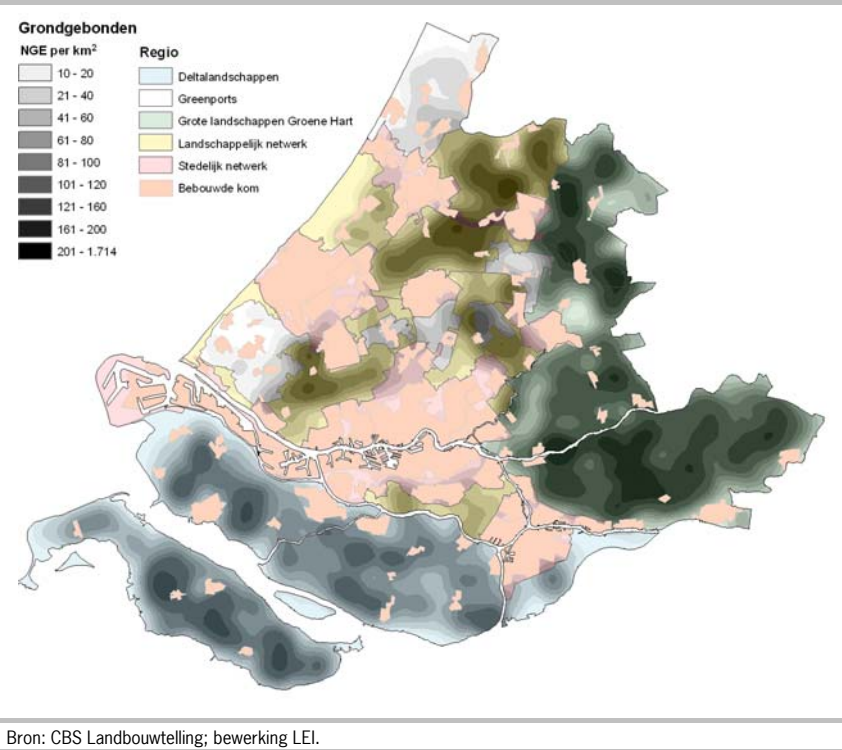 Grondgebonden
NGE per km²
10 - 20
21 - 40
41 - 60
61 - 80
81 - 100
101 - 120
121 - 160
161 - 200
201 - 1.714
Regio
Deltalandschappen
Greenports
Grote landschappen Groene Hart
Landschappelijk netwerk
Stedelijk netwerk
Bebouwde kom
Bron: CBS Landbouwtelling; bewerking LEI.